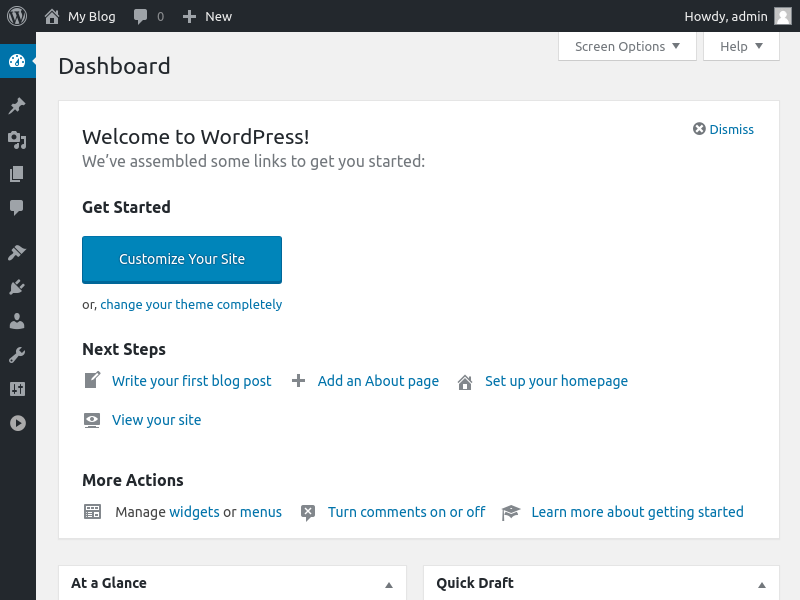 My Blog 0 New Howdy, admin
Screen Options Help
Dashboard
Welcome to WordPress!
Dismiss
We've assembled some links to get you started:
Get Started
Customize Your Site
or, change your theme completely
Next Steps
Write your first blog post Add an About page Set up your homepage
View your site
More Actions
Manage widgets or menus Turn comments on or off Learn more about getting started
At a Glance Quick Draft